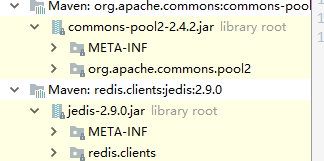 Maven: org.apache.commons:commons-pool
commons-pool2-2.4.2.jar library root
META-INF
org.apache.commons.pool2
Maven: redis.clients:jedis:2.9.0
jedis-2.9.0.jar library root
META-INF
redis.clients